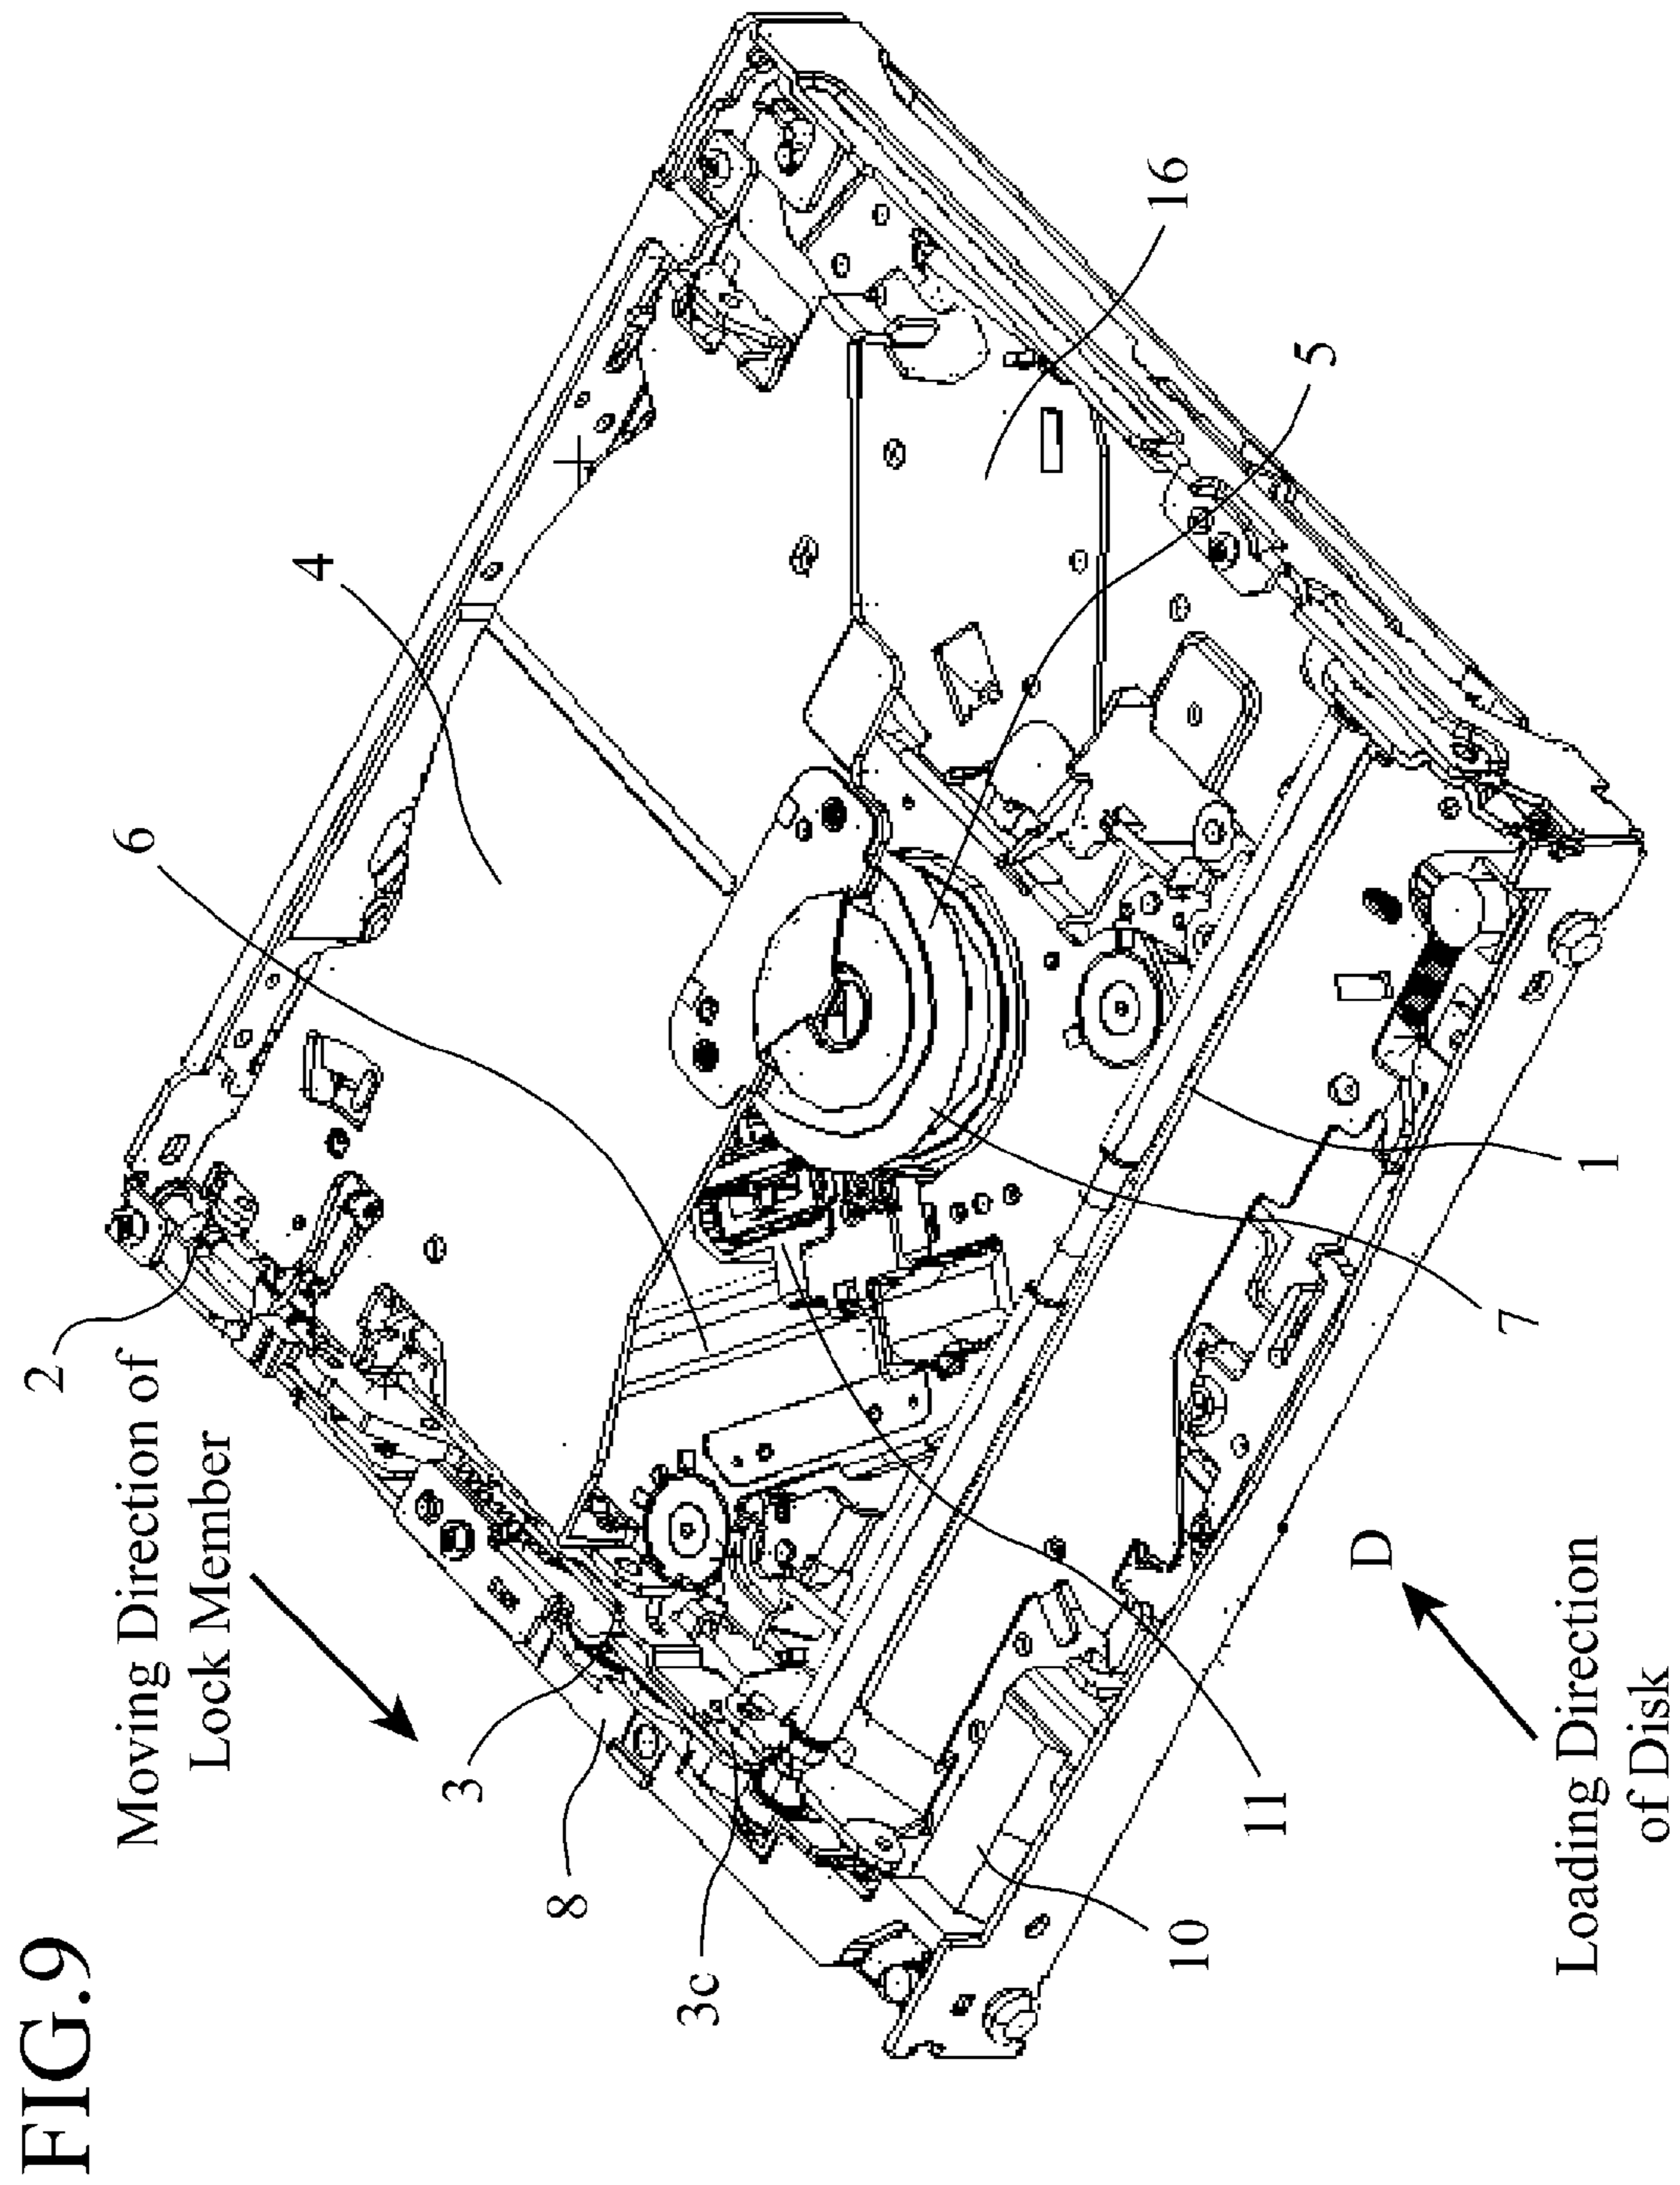 FIG.9
Moving Direction of
Lock Member
2
6
4
3
8
3c
16
5
1
7
11
10
D
Loading Direction
of Disk